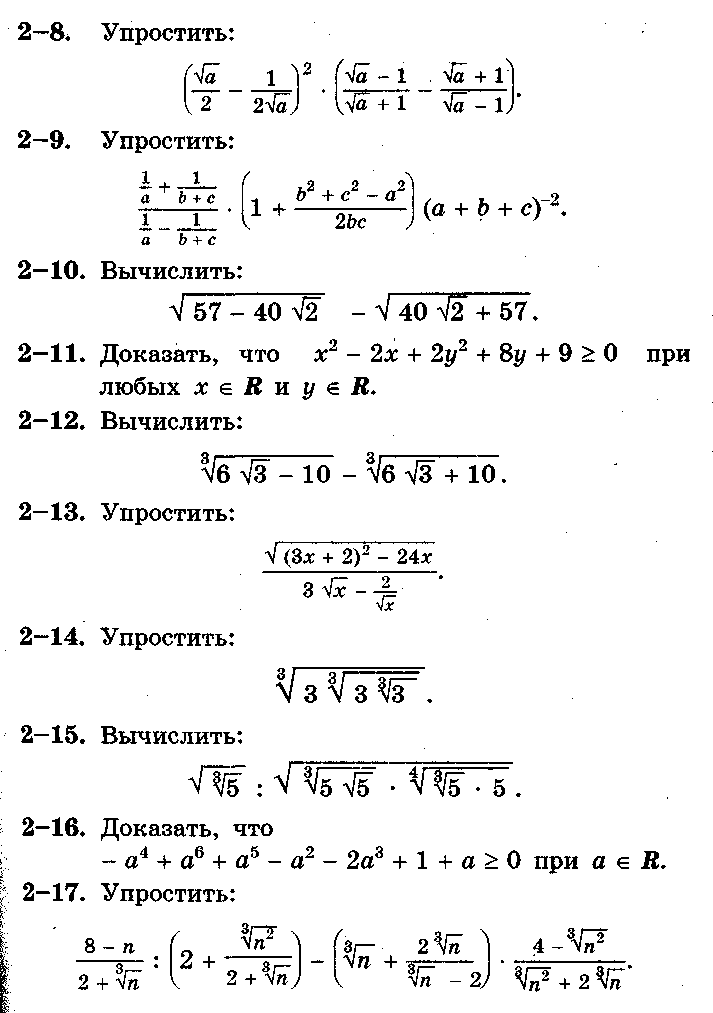 2–8. Упростить:
(√a/2 − 1/(2√a))² · ((√a − 1)/(√a + 1) − (√a + 1)/(√a − 1)).
2–9. Упростить:
(1/a + 1/(b + c))/(1/a − 1/(b + c)) · (1 + (b² + c² − a²)/(2bc)) (a + b + c)⁻².
2–10. Вычислить:
√(57 − 40√2) − √(40√2 + 57).
2–11. Доказать, что x² − 2x + 2y² + 8y + 9 ≥ 0 при
любых x ∈ R и y ∈ R.
2–12. Вычислить:
∛(6√3 − 10) − ∛(6√3 + 10).
2–13. Упростить:
√((3x + 2)² − 24x)/(3√x − 2/√x).
2–14. Упростить:
∛(3∛(3∛3)).
2–15. Вычислить:
√(∛5) : √(∛(5√5) · ∜(∛5 · 5)).
2–16. Доказать, что
− a⁴ + a⁶ + a⁵ − a² − 2a³ + 1 + a ≥ 0 при a ∈ R.
2–17. Упростить:
(8 − n)/(2 + ∛n) : (2 + ∛n²/(2 + ∛n)) − (∛n + 2∛n/(∛n − 2)) · (4 − ∛n²)/(∛n² + 2∛n).